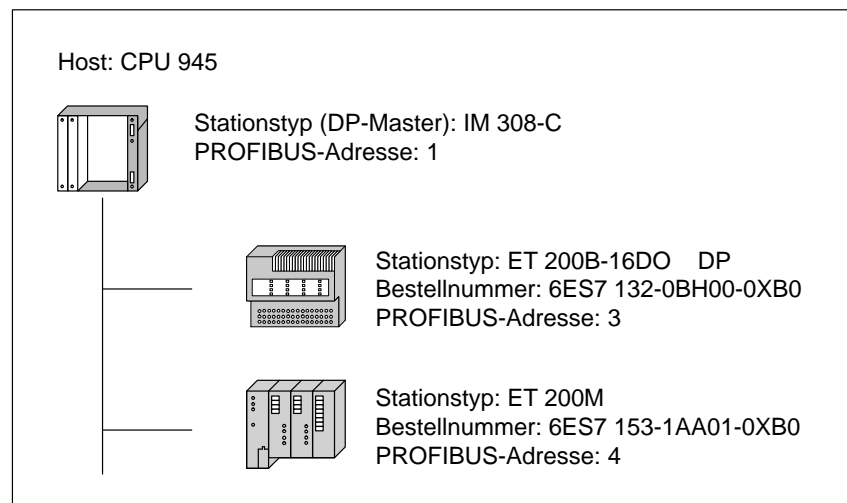 Host: CPU 945
Stationstyp (DP-Master): IM 308-C
PROFIBUS-Adresse: 1
Stationstyp: ET 200B-16DO DP
Bestellnummer: 6ES7 132-0BH00-0XB0
PROFIBUS-Adresse: 3
Stationstyp: ET 200M
Bestellnummer: 6ES7 153-1AA01-0XB0
PROFIBUS-Adresse: 4